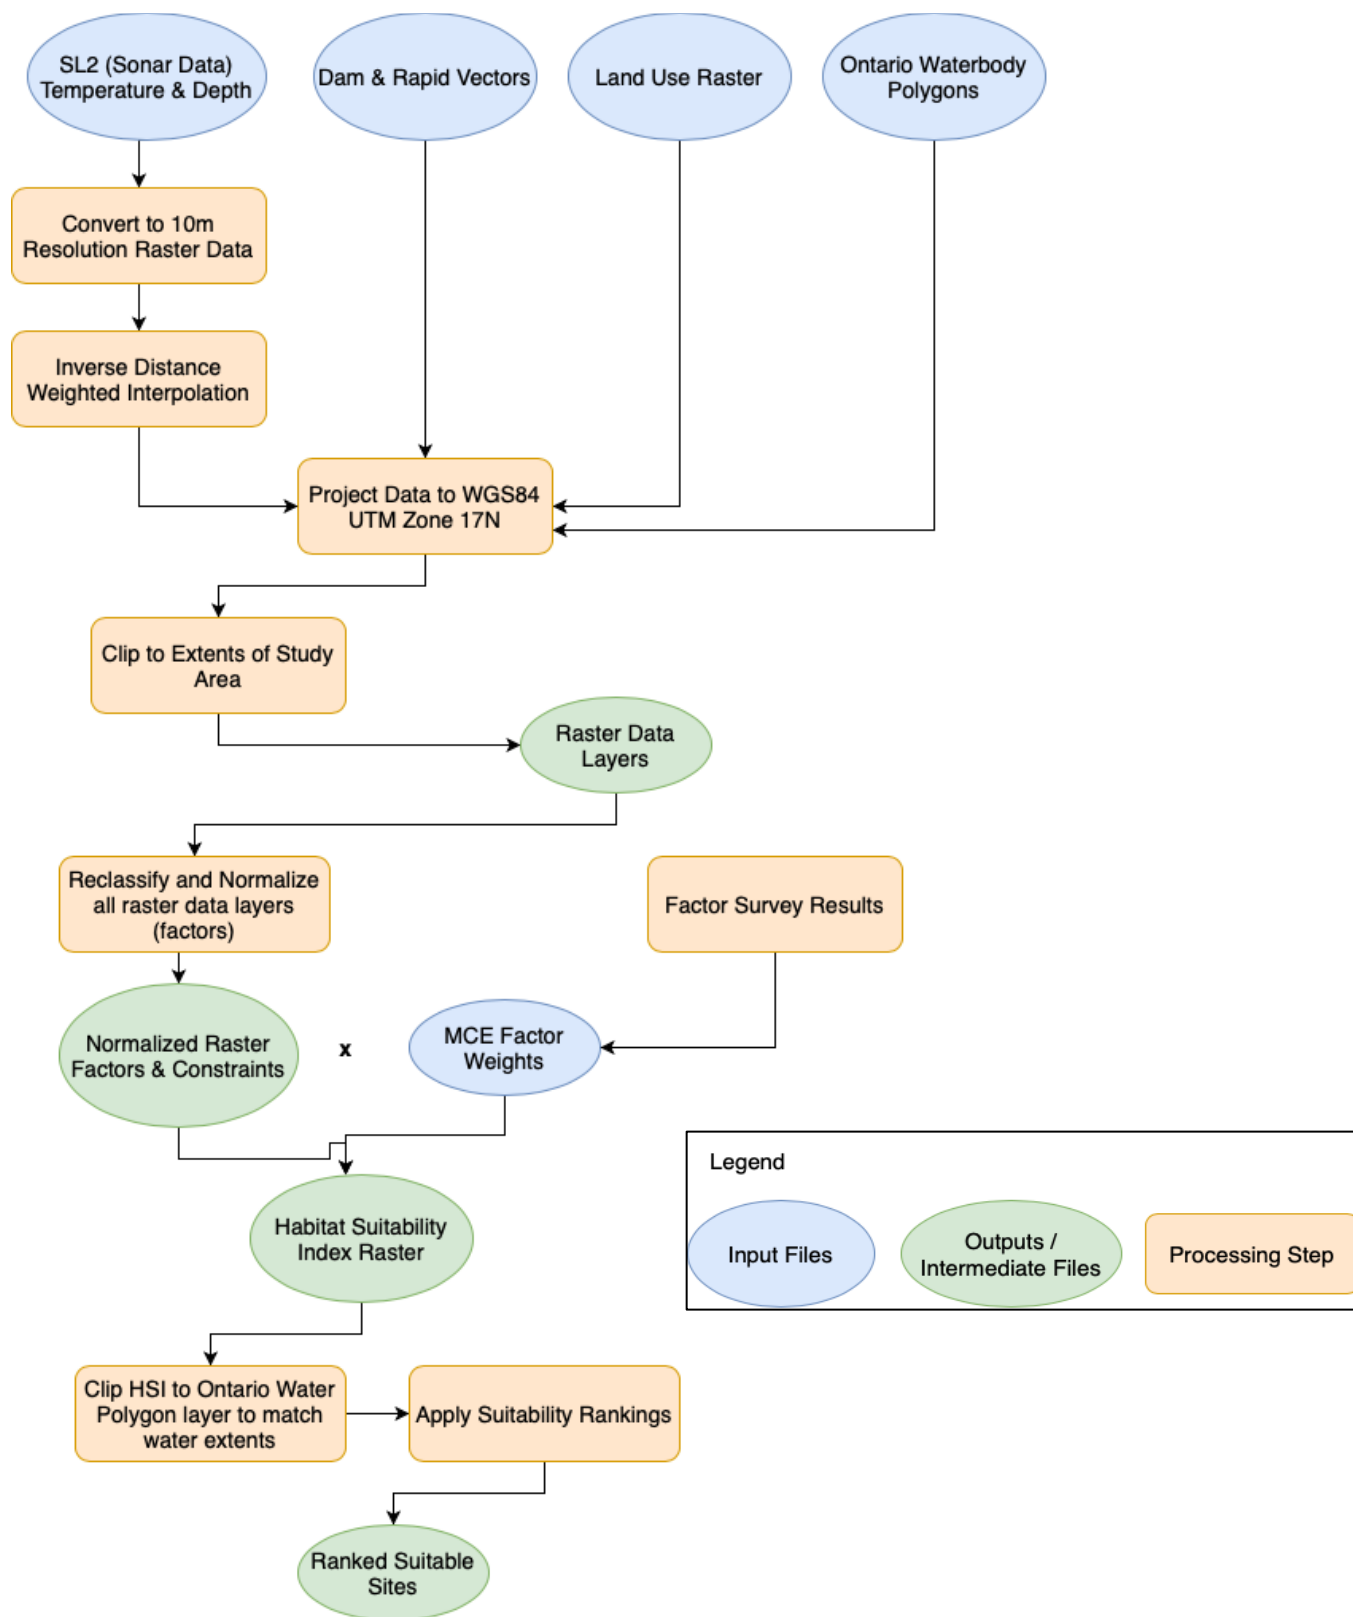 SL2 (Sonar Data)
Temperature & Depth
Dam & Rapid Vectors
Land Use Raster
Ontario Waterbody
Polygons
Convert to 10m
Resolution Raster Data
Inverse Distance
Weighted Interpolation
Project Data to WGS84
UTM Zone 17N
Clip to Extents of Study
Area
Raster Data
Layers
Reclassify and Normalize
all raster data layers
(factors)
Factor Survey Results
Normalized Raster
Factors & Constraints
x
MCE Factor
Weights
Legend
Input Files
Outputs /
Intermediate Files
Processing Step
Habitat Suitability
Index Raster
Clip HSI to Ontario Water
Polygon layer to match
water extents
Apply Suitability Rankings
Ranked Suitable
Sites